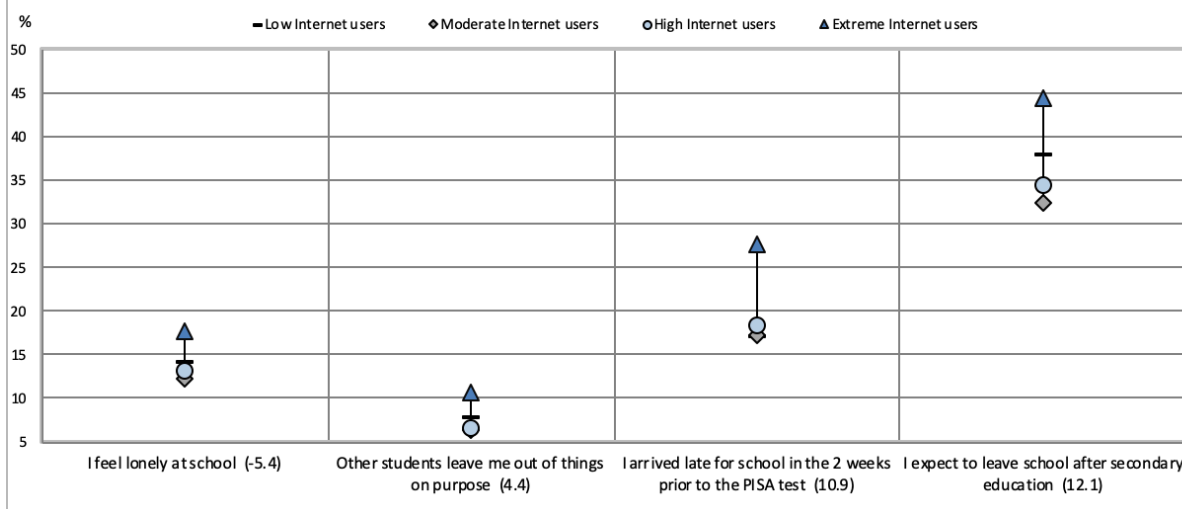 %
Low Internet users Moderate Internet users High Internet users Extreme Internet users
50
45
40
35
30
25
20
15
10
5
I feel lonely at school (-5.4)
Other students leave me out of things
on purpose (4.4)
I arrived late for school in the 2 weeks
prior to the PISA test (10.9)
I expect to leave school after secondary
education (12.1)